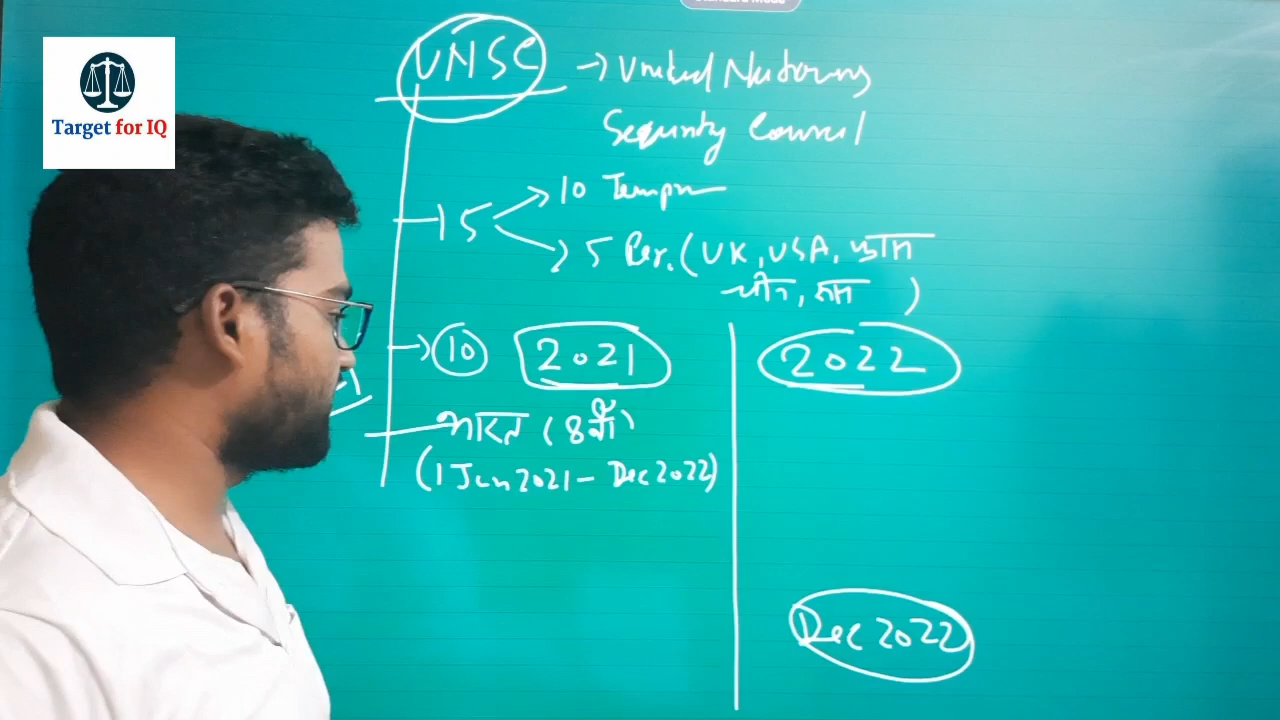 Target for IQ
UNSC → United Nations
Security Council
15 → 10 Temp
→ 5 Per. (UK, USA, फ्रांस
चीन, रूस)
→ 10 2021
2022
भारत (8वीं)
(1 Jan 2021 - Dec 2022)
Dec 2022